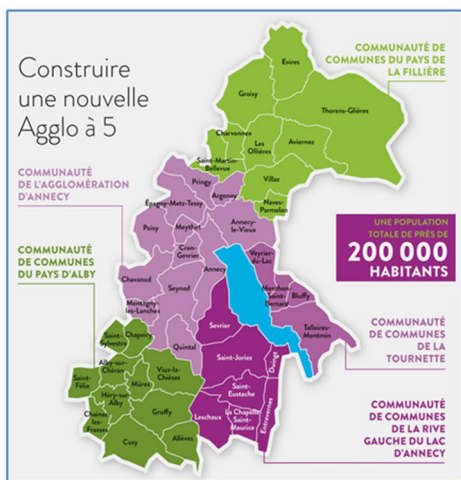 Construire
une nouvelle
Agglo à 5
COMMUNAUTÉ DE
COMMUNES DU PAYS DE
LA FILLIÈRE
Evires
Groisy
Thorens-Glières
Charvonnex
Les
Ollières
Aviernoz
Saint-Martin-
Bellevue
Villaz
Naves-
Parmelan
COMMUNAUTÉ
DE L'AGGLOMÉRATION
D'ANNECY
Pringy
Argonay
Épagny-Metz-Tessy
Annecy-
le-Vieux
Poisy
Meythet
Cran-
Gevrier
Annecy
Chavanod
Seynod
Montagny-
les-Lanches
Quintal
UNE POPULATION
TOTALE DE PRÈS DE
200 000
HABITANTS
Veyrier-
du-Lac
Menthon-
Saint-
Bernard
Bluffy
Talloires-
Montmin
COMMUNAUTÉ
DE COMMUNES
DE LA
TOURNETTE
COMMUNAUTÉ
DE COMMUNES
DU PAYS D'ALBY
Saint-
Sylvestre
Chapeiry
Alby-sur-
Chéran
Viuz-la-
Chiésaz
Saint-
Félix
Mûres
Héry-sur-
Alby
Chainaz-
les-
Frasses
Gruffy
Cusy
Allèves
Sevrier
Saint-Jorioz
Duingt
Saint-
Eustache
Leschaux
La Chapelle
Saint-
Maurice
Entrevernes
COMMUNAUTÉ
DE COMMUNES
DE LA RIVE
GAUCHE DU LAC
D'ANNECY